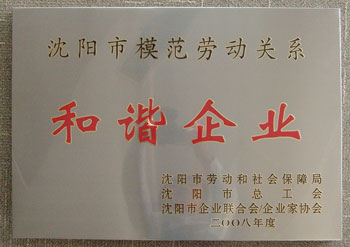 沈阳市模范劳动关系
和谐企业
沈阳市劳动和社会保障局
沈阳市总工会
沈阳市企业联合会/企业家协会
二〇〇八年度